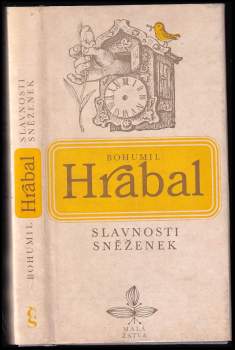 BOHUMIL Hrabal SLAVNOSTI
SNĚŽENEK
BOHUMIL
Hrabal
SLAVNOSTI
SNĚŽENEK
MALÁ
ŽATVA